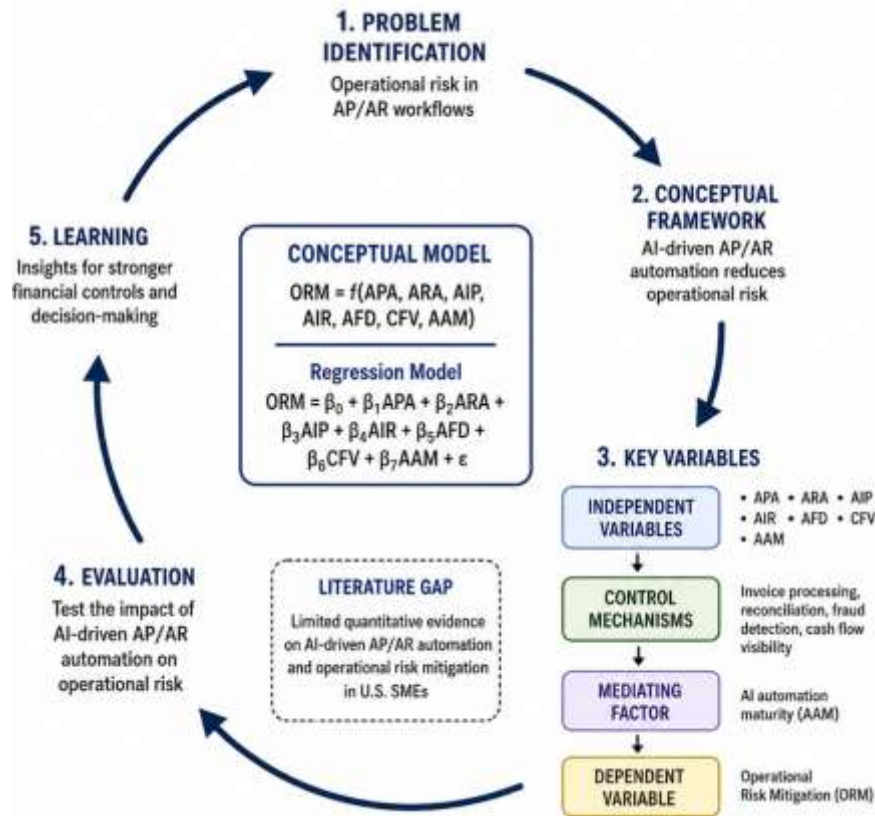 1. PROBLEM
IDENTIFICATION
Operational risk in
AP/AR workflows
2. CONCEPTUAL
FRAMEWORK
AI-driven AP/AR
automation reduces
operational risk
3. KEY VARIABLES
INDEPENDENT
VARIABLES
• APA • ARA • AIP
• AIR • AFD • CFV
• AAM
CONTROL
MECHANISMS
Invoice processing,
reconciliation, fraud
detection, cash flow
visibility
MEDIATING
FACTOR
AI automation
maturity (AAM)
DEPENDENT
VARIABLE
Operational
Risk Mitigation (ORM)
4. EVALUATION
Test the impact of
AI-driven AP/AR
automation on
operational risk
5. LEARNING
Insights for stronger
financial controls and
decision-making
CONCEPTUAL MODEL
ORM = f(APA, ARA, AIP,
AIR, AFD, CFV, AAM)
Regression Model
ORM = β₀ + β₁APA + β₂ARA +
β₃AIP + β₄AIR + β₅AFD +
β₆CFV + β₇AAM + ε
LITERATURE GAP
Limited quantitative evidence
on AI-driven AP/AR automation
and operational risk mitigation
in U.S. SMEs